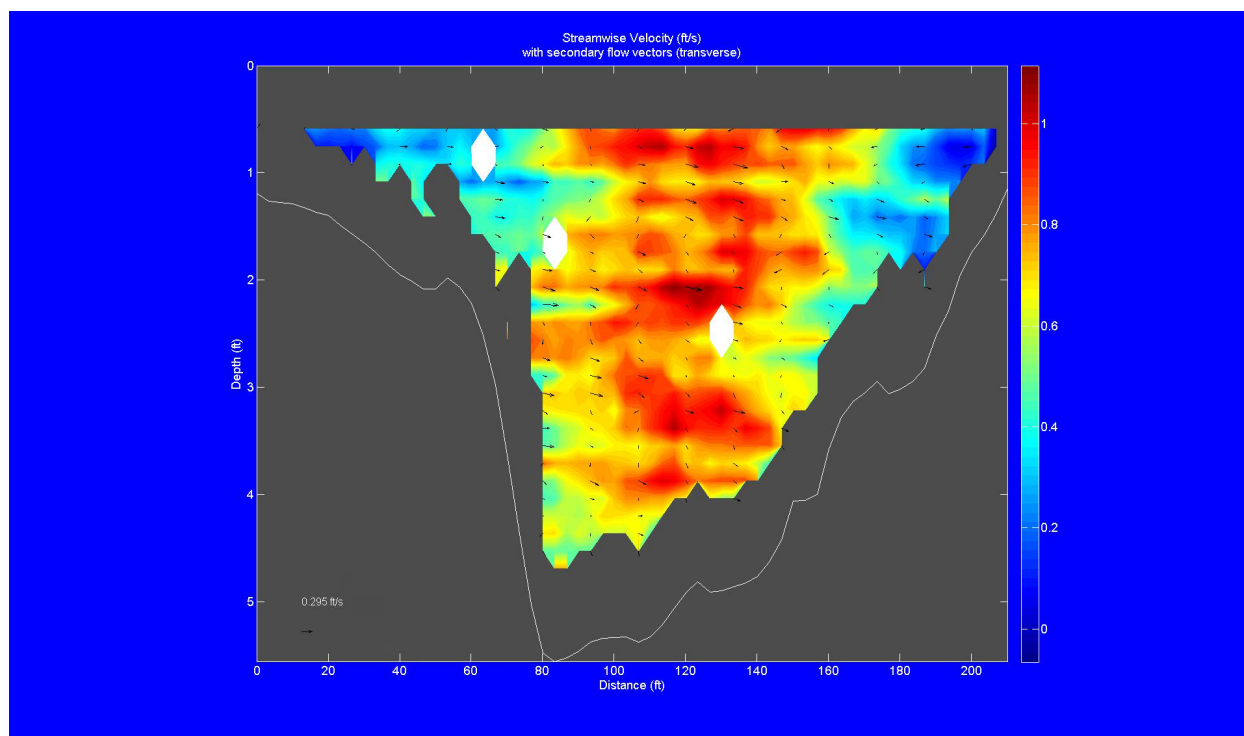 Streamwise Velocity (ft/s)
with secondary flow vectors (transverse)
0
1
2
3
4
5
Depth (ft)
0.295 ft/s
0 20 40 60 80 100 120 140 160 180 200
Distance (ft)
1
0.8
0.6
0.4
0.2
0